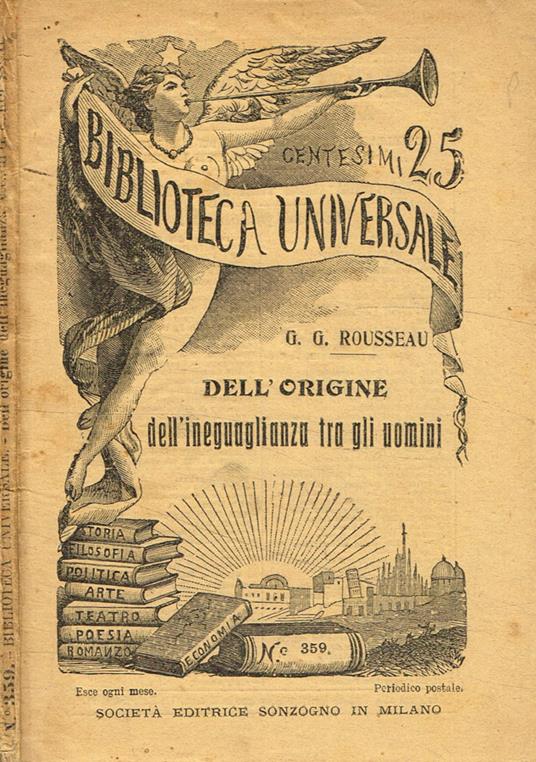 CENTESIMI 25
BIBLIOTECA UNIVERSALE
G. G. ROUSSEAU
DELL'ORIGINE
dell'ineguaglianza tra gli uomini
STORIA
FILOSOFIA
POLITICA
ARTE
TEATRO
POESIA
ROMANZO
ECONOMIA
Nº 359.
Esce ogni mese.
Periodico postale.
SOCIETÀ EDITRICE SONZOGNO IN MILANO
N.º 359. - BIBLIOTECA UNIVERSALE. - Dell'origine dell'ineguaglianza